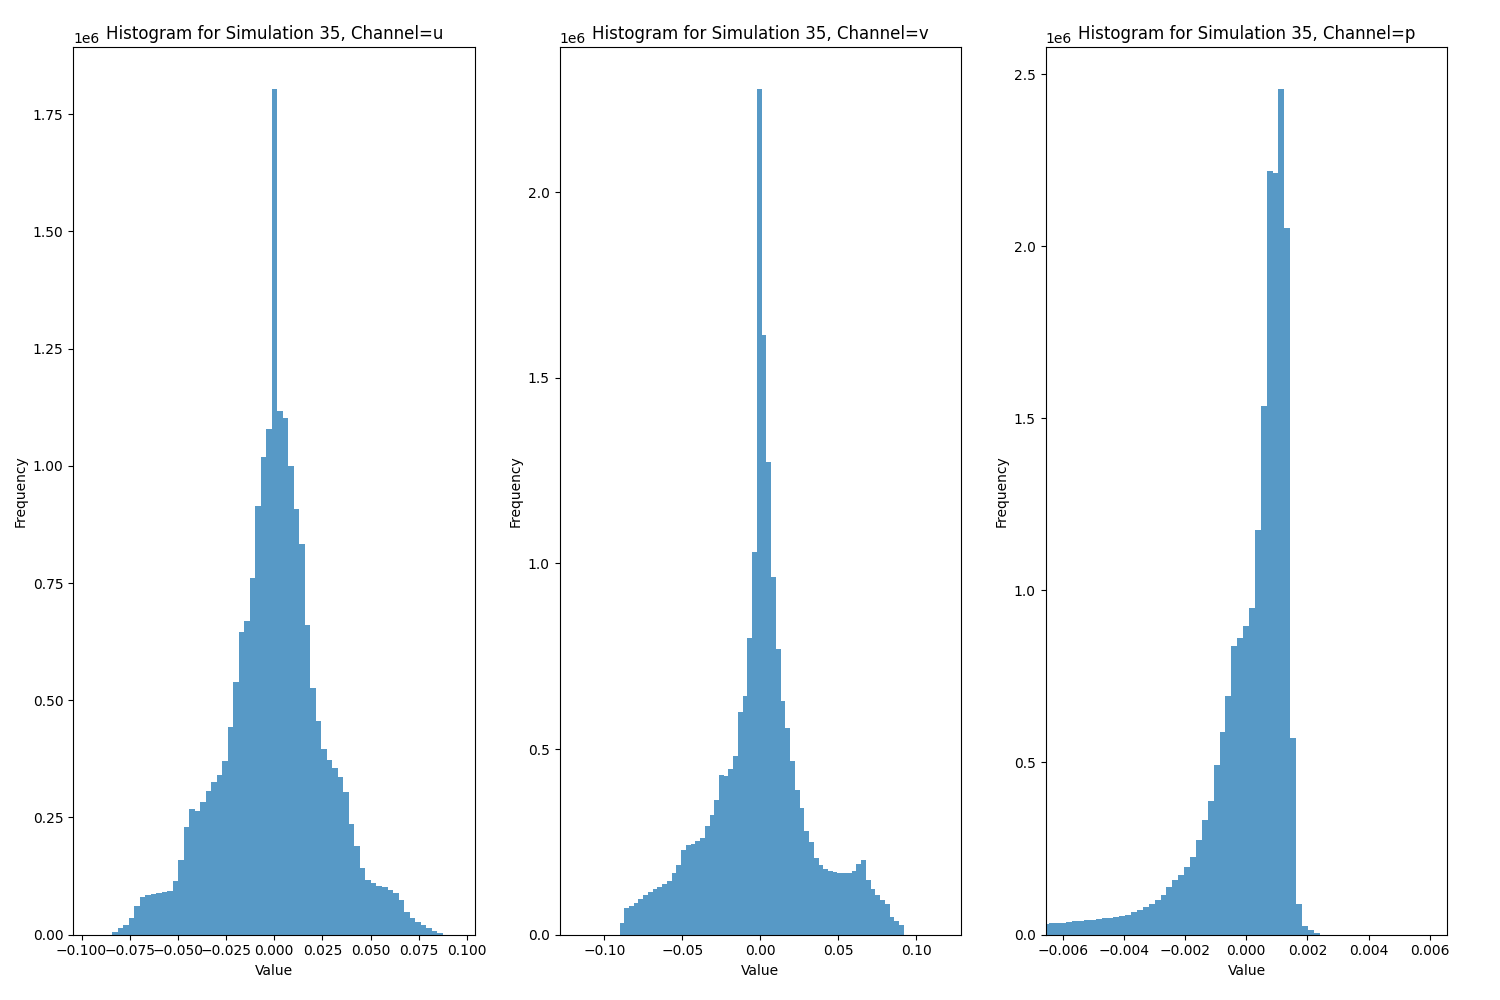 Histogram for Simulation 35, Channel=u
1e6
1.75
1.50
1.25
1.00
0.75
0.50
0.25
0.00
Frequency
−0.100 −0.075 −0.050 −0.025 0.000 0.025 0.050 0.075 0.100
Value
Histogram for Simulation 35, Channel=v
1e6
2.0
1.5
1.0
0.5
0.0
Frequency
−0.10 −0.05 0.00 0.05 0.10
Value
Histogram for Simulation 35, Channel=p
1e6
2.5
2.0
1.5
1.0
0.5
0.0
Frequency
−0.006 −0.004 −0.002 0.000 0.002 0.004 0.006
Value